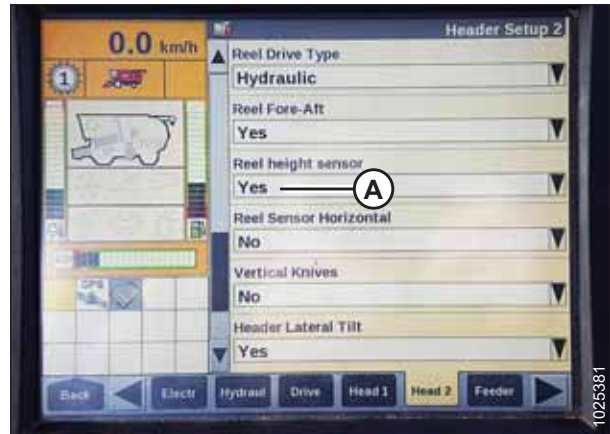 0.0 km/h
Header Setup 2
1
Reel Drive Type
Hydraulic
Reel Fore-Aft
Yes
Reel height sensor
Yes
A
Reel Sensor Horizontal
No
Vertical Knives
No
GPS
Header Lateral Tilt
Yes
Back
Electr
Hydraul
Drive
Head 1
Head 2
Feeder
1025381